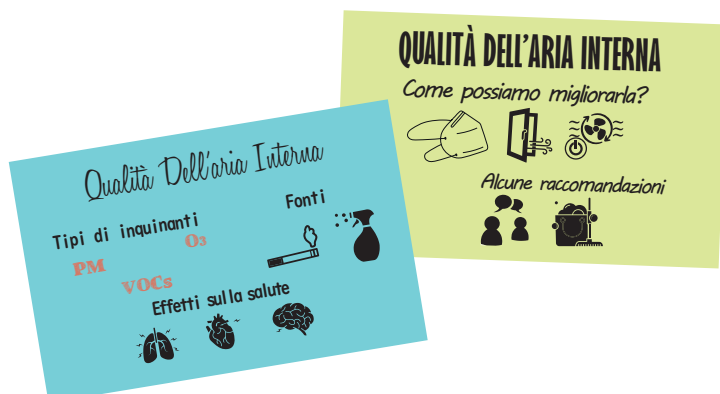 QUALITÀ DELL'ARIA INTERNA
Come possiamo migliorarla?
Alcune raccomandazioni
Qualità Dell'aria Interna
Tipi di inquinanti
Fonti
PM
O₃
VOCs
Effetti sulla salute